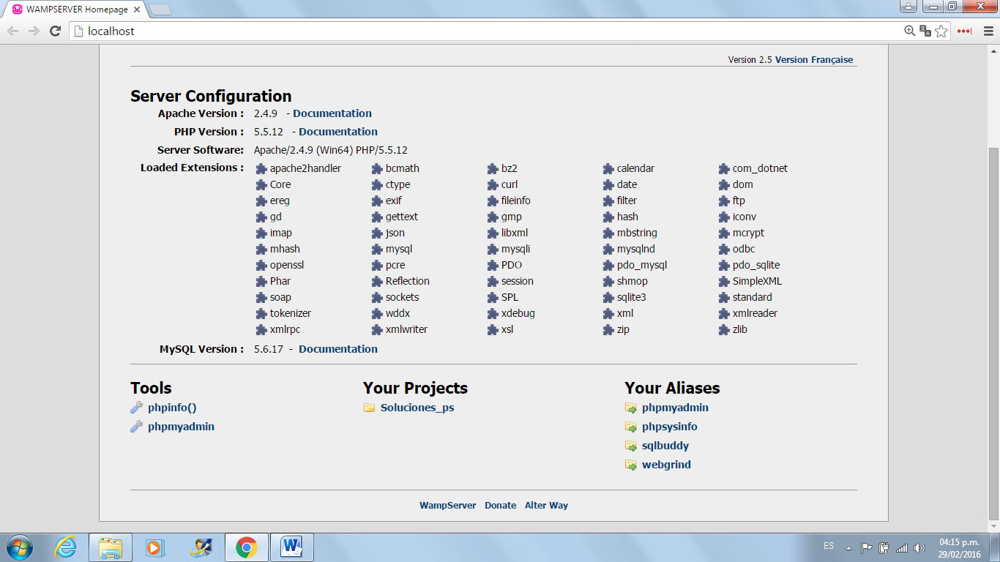 WAMPSERVER Homepage
localhost
Version 2.5 Version Française
Server Configuration
Apache Version : 2.4.9 - Documentation
PHP Version : 5.5.12 - Documentation
Server Software: Apache/2.4.9 (Win64) PHP/5.5.12
Loaded Extensions : apache2handler bcmath bz2 calendar com_dotnet
Core ctype curl date dom
ereg exif fileinfo filter ftp
gd gettext gmp hash iconv
imap json libxml mbstring mcrypt
mhash mysql mysqli mysqlnd odbc
openssl pcre PDO pdo_mysql pdo_sqlite
Phar Reflection session shmop SimpleXML
soap sockets SPL sqlite3 standard
tokenizer wddx xdebug xml xmlreader
xmlrpc xmlwriter xsl zip zlib
MySQL Version : 5.6.17 - Documentation
Tools
phpinfo()
phpmyadmin
Your Projects
Soluciones_ps
Your Aliases
phpmyadmin
phpsysinfo
sqlbuddy
webgrind
WampServer Donate Alter Way
ES
04:15 p.m.
29/02/2016